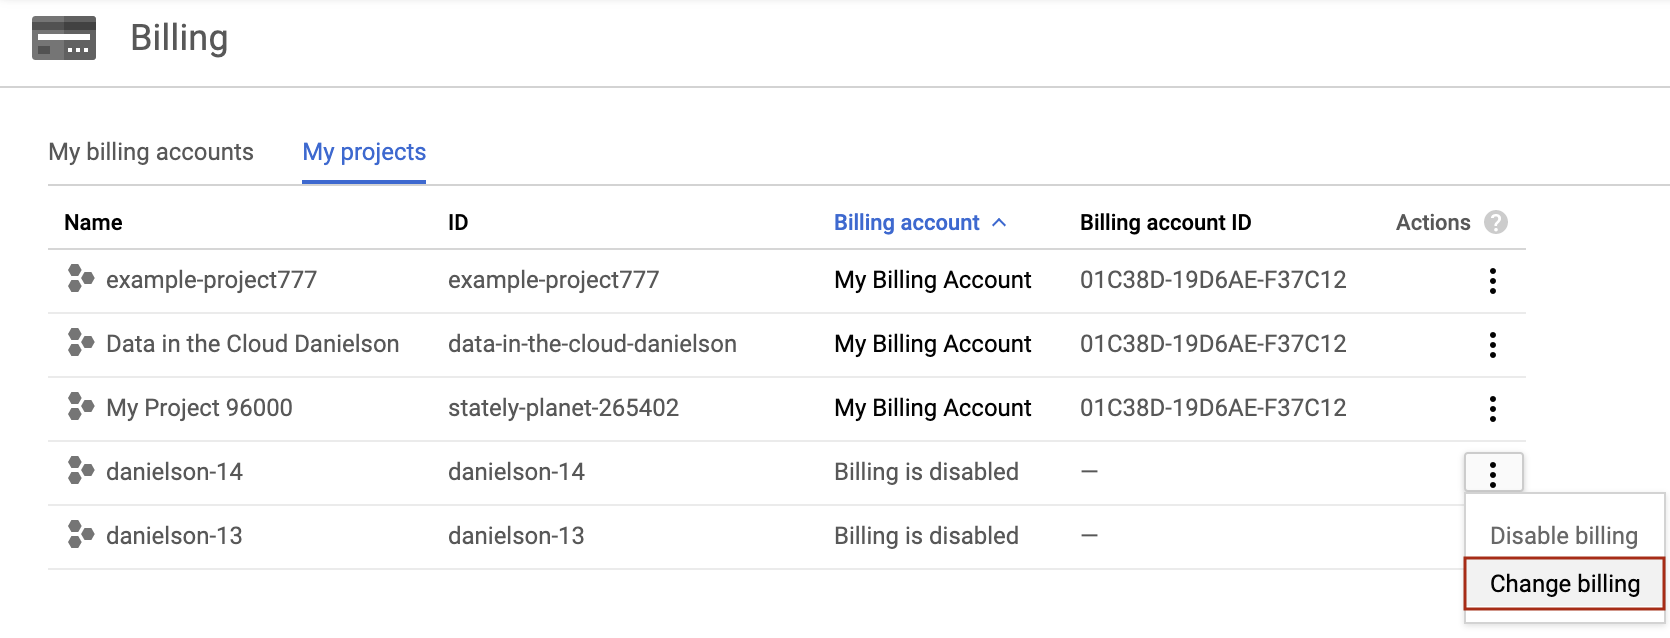 Billing
My billing accounts My projects
Name ID Billing account Billing account ID Actions ?
example-project777 example-project777 My Billing Account 01C38D-19D6AE-F37C12
Data in the Cloud Danielson data-in-the-cloud-danielson My Billing Account 01C38D-19D6AE-F37C12
My Project 96000 stately-planet-265402 My Billing Account 01C38D-19D6AE-F37C12
danielson-14 danielson-14 Billing is disabled —
danielson-13 danielson-13 Billing is disabled —
Disable billing
Change billing